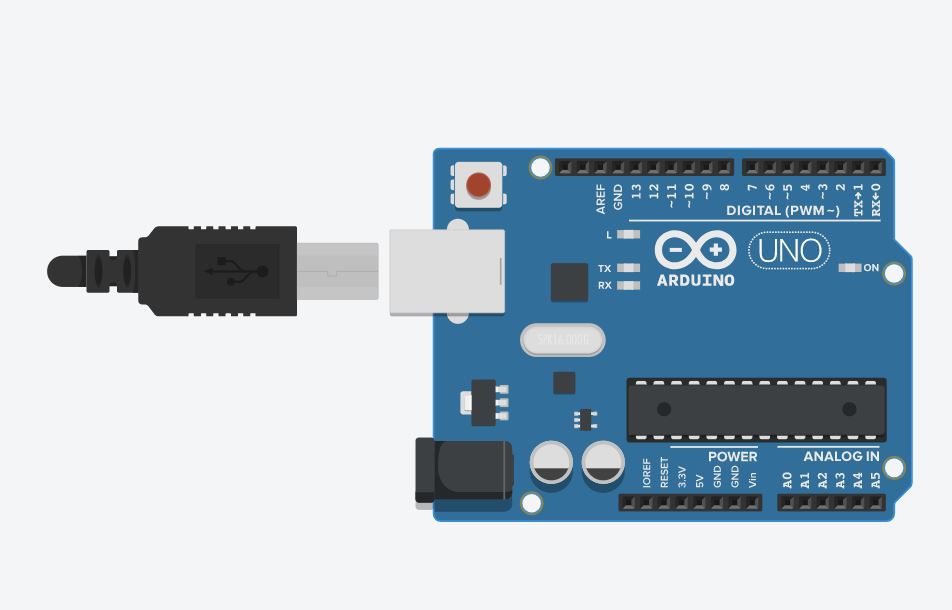 AREF
GND
13
12
~11
~10
~9
8
7
~6
~5
4
~3
2
TX→1
RX←0
DIGITAL (PWM~)
L
TX
RX
ARDUINO
UNO
ON
SPK16.000G
POWER
ANALOG IN
IOREF
RESET
3.3V
5V
GND
GND
Vin
A0
A1
A2
A3
A4
A5